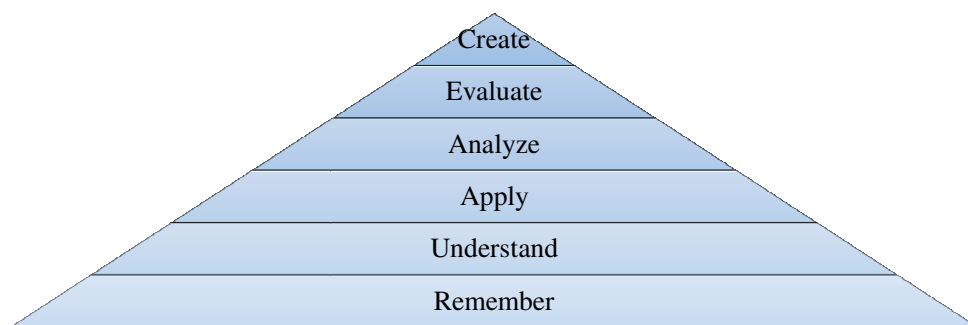 Create
Evaluate
Analyze
Apply
Understand
Remember